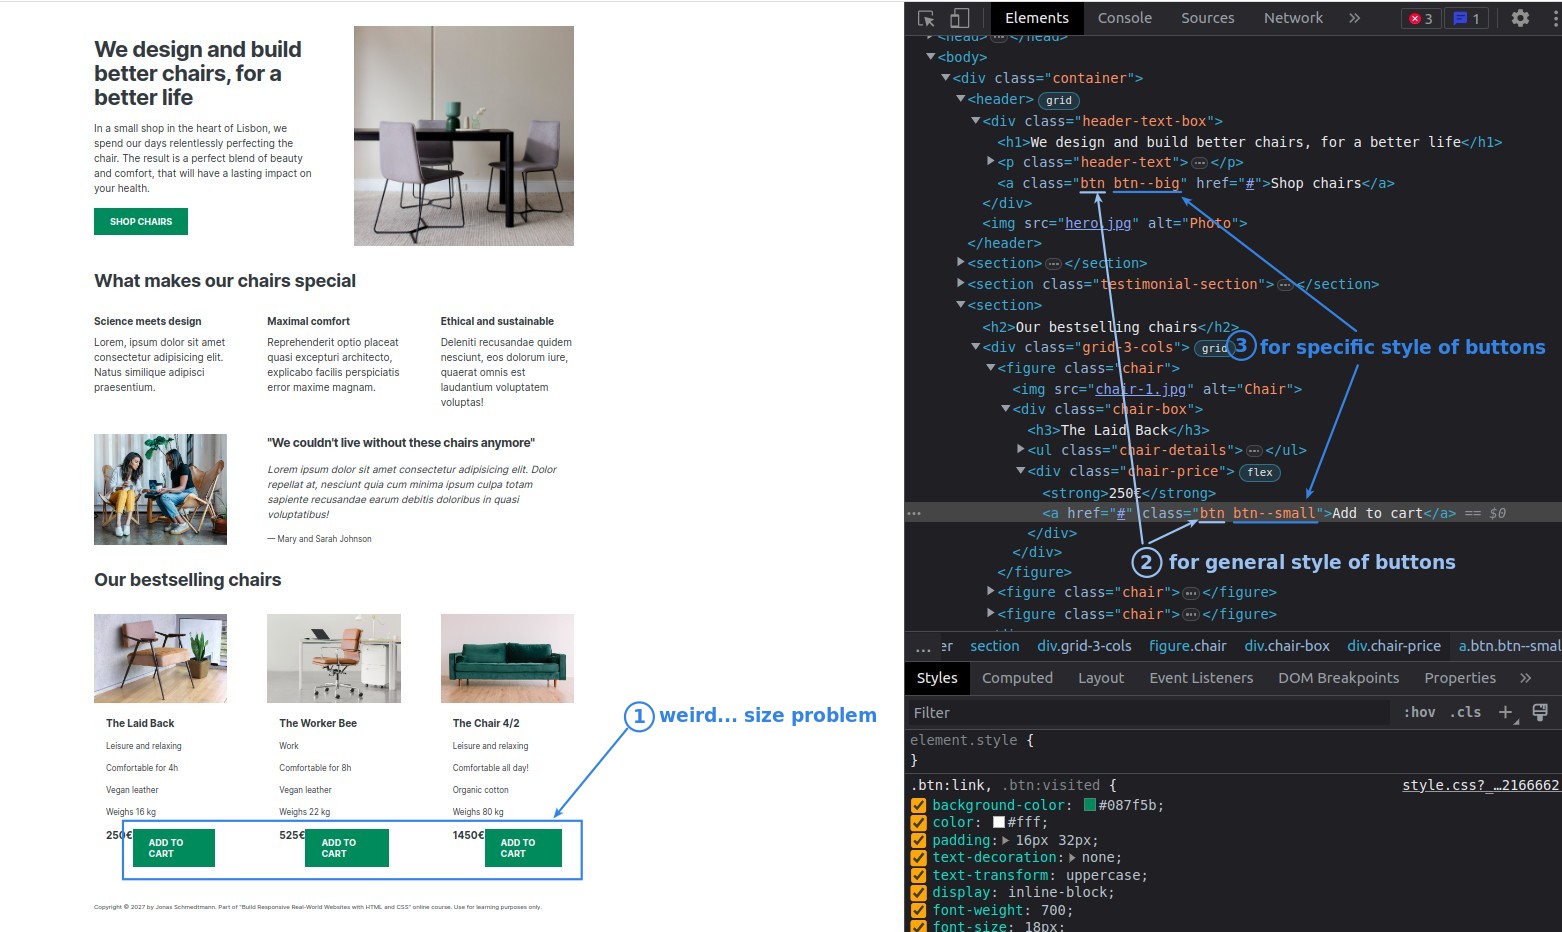 We design and build
better chairs, for a
better life
In a small shop in the heart of Lisbon, we
spend our days relentlessly perfecting the
chair. The result is a perfect blend of beauty
and comfort, that will have a lasting impact on
your health.
SHOP CHAIRS
What makes our chairs special
Science meets design
Lorem, ipsum dolor sit amet
consectetur adipisicing elit.
Natus similique adipisci
praesentium.
Maximal comfort
Reprehenderit optio placeat
quasi excepturi architecto,
explicabo facilis perspiciatis
error maxime magnam.
Ethical and sustainable
Deleniti recusandae quidem
nesciunt, eos dolorum iure,
quaerat omnis est
laudantium voluptatem
voluptas!
"We couldn't live without these chairs anymore"
Lorem ipsum dolor sit amet consectetur adipisicing elit. Dolor
repellat at, nesciunt quia cum minima ipsum culpa totam
sapiente recusandae earum debitis doloribus in quasi
voluptatibus!
— Mary and Sarah Johnson
Our bestselling chairs
The Laid Back
Leisure and relaxing
Comfortable for 4h
Vegan leather
Weighs 16 kg
250€
ADD TO
CART
The Worker Bee
Work
Comfortable for 8h
Vegan leather
Weighs 22 kg
525€
ADD TO
CART
The Chair 4/2
Leisure and relaxing
Comfortable all day!
Organic cotton
Weighs 80 kg
1450€
ADD TO
CART
1 weird... size problem
Copyright © 2027 by Jonas Schmedtmann. Part of "Build Responsive Real-World Websites with HTML and CSS" online course. Use for learning purposes only.
Elements Console Sources Network » 3 1
<head> ··· </head>
<body>
<div class="container">
<header> grid
<div class="header-text-box">
<h1>We design and build better chairs, for a better life</h1>
<p class="header-text"> ··· </p>
<a class="btn btn--big" href="#">Shop chairs</a>
</div>
<img src="hero.jpg" alt="Photo">
</header>
<section> ··· </section>
<section class="testimonial-section"> ··· </section>
<section>
<h2>Our bestselling chairs</h2>
<div class="grid-3-cols"> grid
3 for specific style of buttons
<figure class="chair">
<img src="chair-1.jpg" alt="Chair">
<div class="chair-box">
<h3>The Laid Back</h3>
<ul class="chair-details"> ··· </ul>
<div class="chair-price"> flex
<strong>250€</strong>
··· <a href="#" class="btn btn--small">Add to cart</a> == $0
</div>
</div>
2 for general style of buttons
</figure>
<figure class="chair"> ··· </figure>
<figure class="chair"> ··· </figure>
... er section div.grid-3-cols figure.chair div.chair-box div.chair-price a.btn.btn--smal
Styles Computed Layout Event Listeners DOM Breakpoints Properties »
Filter :hov .cls +
element.style {
}
.btn:link, .btn:visited { style.css?_…2166662
background-color: #087f5b;
color: #fff;
padding: 16px 32px;
text-decoration: none;
text-transform: uppercase;
display: inline-block;
font-weight: 700;
font-size: 18px;